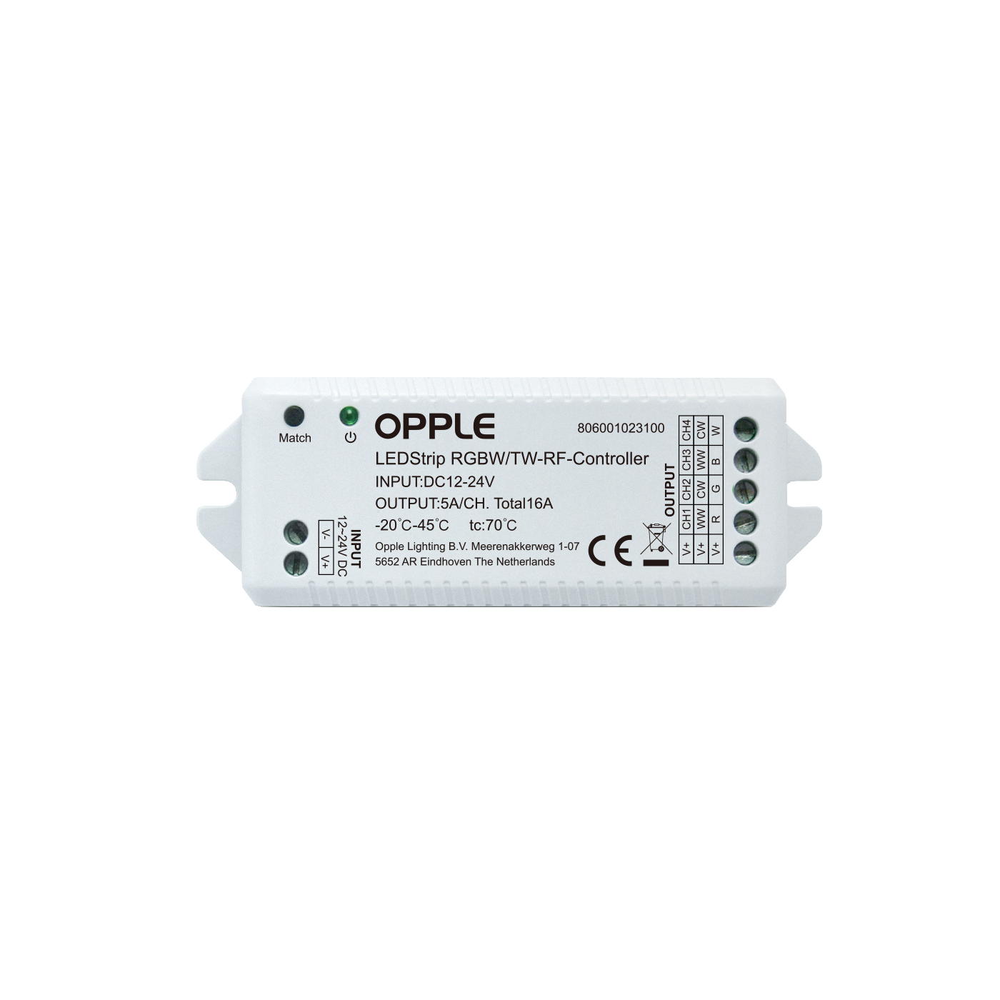 Match
OPPLE
806001023100
LEDStrip RGBW/TW-RF-Controller
INPUT:DC12-24V
OUTPUT:5A/CH. Total16A
-20℃-45℃ tc:70℃
Opple Lighting B.V. Meerenakkerweg 1-07
5652 AR Eindhoven The Netherlands
CE
INPUT
12~24V DC
V- V+
OUTPUT
V+ CH1 CH2 CH3 CH4
V+ WW CW WW CW
V+ R G B W